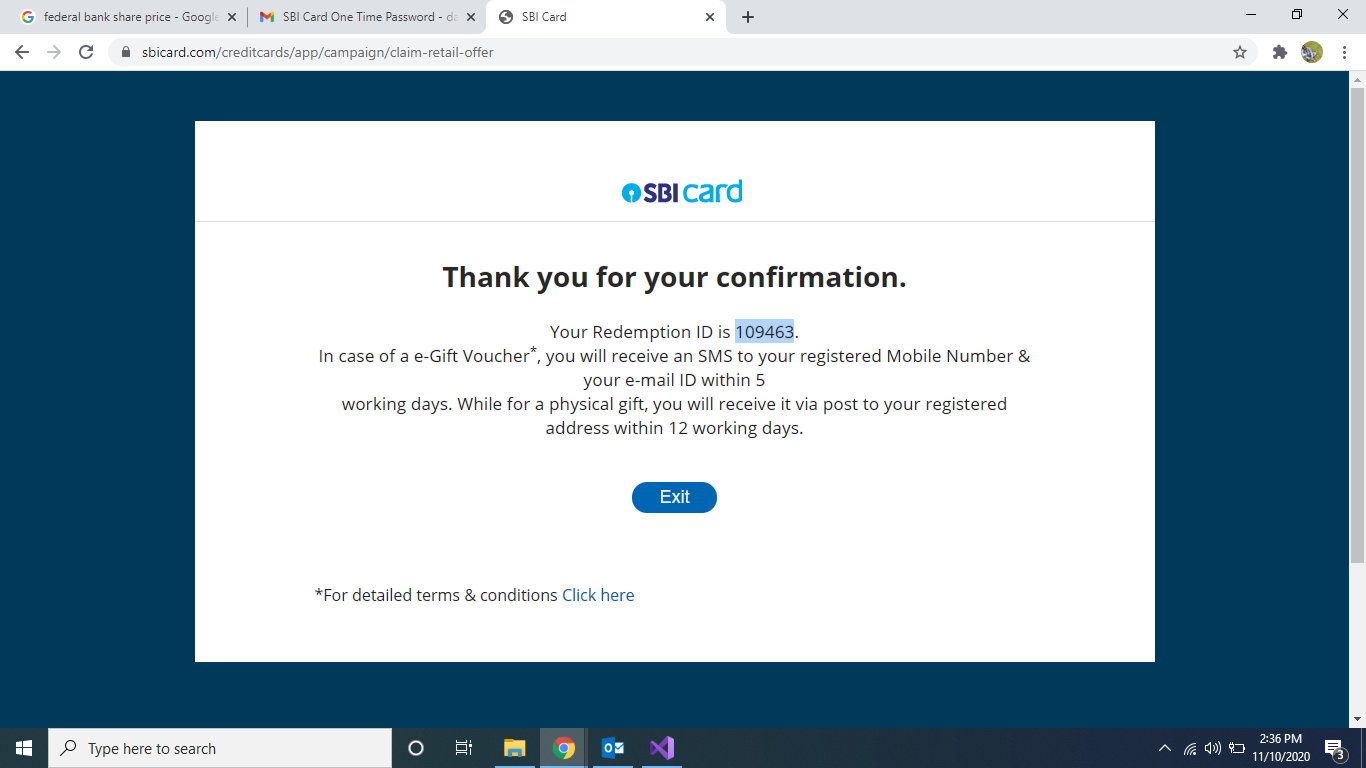 federal bank share price - Google
SBI Card One Time Password - da
SBI Card
sbicard.com/creditcards/app/campaign/claim-retail-offer
SBI card
Thank you for your confirmation.
Your Redemption ID is 109463.
In case of a e-Gift Voucher*, you will receive an SMS to your registered Mobile Number &
your e-mail ID within 5
working days. While for a physical gift, you will receive it via post to your registered
address within 12 working days.
Exit
*For detailed terms & conditions Click here
Type here to search
2:36 PM
11/10/2020
3